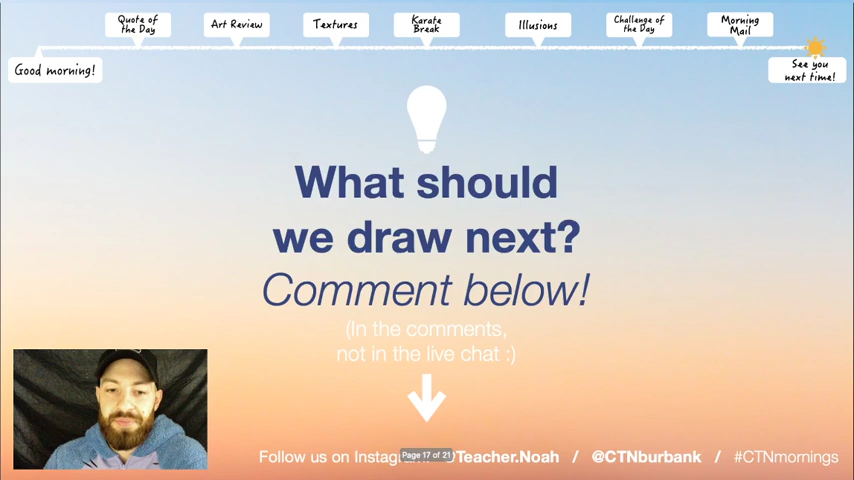 Quote of
the Day
Art Review
Textures
Karate
Break
Illusions
Challenge of
the Day
Morning
Mail
Good morning!
See you
next time!
What should
we draw next?
Comment below!
(In the comments,
not in the live chat :)
Follow us on Instag Teacher.Noah / @CTNburbank / #CTNmornings
Page 17 of 21